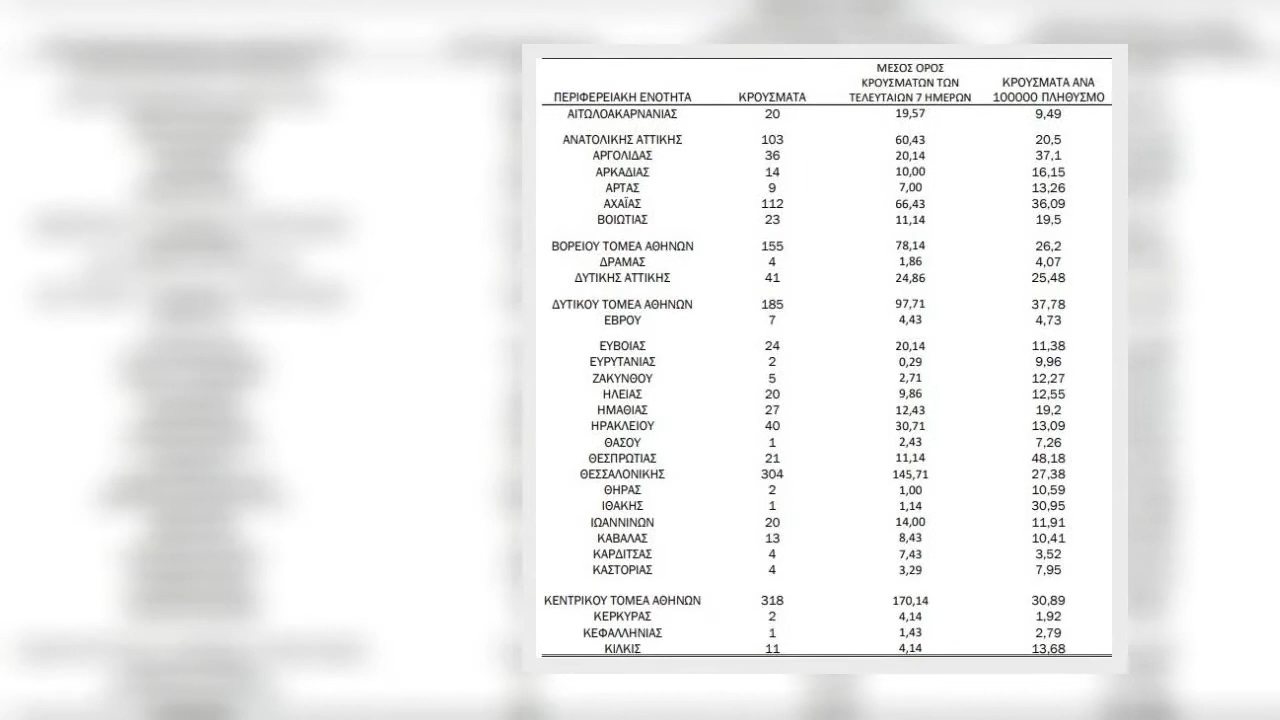 ΠΕΡΙΦΕΡΕΙΑΚΗ ΕΝΟΤΗΤΑ ΚΡΟΥΣΜΑΤΑ ΜΕΣΟΣ ΟΡΟΣ ΚΡΟΥΣΜΑΤΩΝ ΤΩΝ ΤΕΛΕΥΤΑΙΩΝ 7 ΗΜΕΡΩΝ ΚΡΟΥΣΜΑΤΑ ΑΝΑ 100000 ΠΛΗΘΥΣΜΟ
ΑΙΤΩΛΟΑΚΑΡΝΑΝΙΑΣ 20 19,57 9,49
ΑΝΑΤΟΛΙΚΗΣ ΑΤΤΙΚΗΣ 103 60,43 20,5
ΑΡΓΟΛΙΔΑΣ 36 20,14 37,1
ΑΡΚΑΔΙΑΣ 14 10,00 16,15
ΑΡΤΑΣ 9 7,00 13,26
ΑΧΑΪΑΣ 112 66,43 36,09
ΒΟΙΩΤΙΑΣ 23 11,14 19,5
ΒΟΡΕΙΟΥ ΤΟΜΕΑ ΑΘΗΝΩΝ 155 78,14 26,2
ΔΡΑΜΑΣ 4 1,86 4,07
ΔΥΤΙΚΗΣ ΑΤΤΙΚΗΣ 41 24,86 25,48
ΔΥΤΙΚΟΥ ΤΟΜΕΑ ΑΘΗΝΩΝ 185 97,71 37,78
ΕΒΡΟΥ 7 4,43 4,73
ΕΥΒΟΙΑΣ 24 20,14 11,38
ΕΥΡΥΤΑΝΙΑΣ 2 0,29 9,96
ΖΑΚΥΝΘΟΥ 5 2,71 12,27
ΗΛΕΙΑΣ 20 9,86 12,55
ΗΜΑΘΙΑΣ 27 12,43 19,2
ΗΡΑΚΛΕΙΟΥ 40 30,71 13,09
ΘΑΣΟΥ 1 2,43 7,26
ΘΕΣΠΡΩΤΙΑΣ 21 11,14 48,18
ΘΕΣΣΑΛΟΝΙΚΗΣ 304 145,71 27,38
ΘΗΡΑΣ 2 1,00 10,59
ΙΘΑΚΗΣ 1 1,14 30,95
ΙΩΑΝΝΙΝΩΝ 20 14,00 11,91
ΚΑΒΑΛΑΣ 13 8,43 10,41
ΚΑΡΔΙΤΣΑΣ 4 7,43 3,52
ΚΑΣΤΟΡΙΑΣ 4 3,29 7,95
ΚΕΝΤΡΙΚΟΥ ΤΟΜΕΑ ΑΘΗΝΩΝ 318 170,14 30,89
ΚΕΡΚΥΡΑΣ 2 4,14 1,92
ΚΕΦΑΛΛΗΝΙΑΣ 1 1,43 2,79
ΚΙΛΚΙΣ 11 4,14 13,68